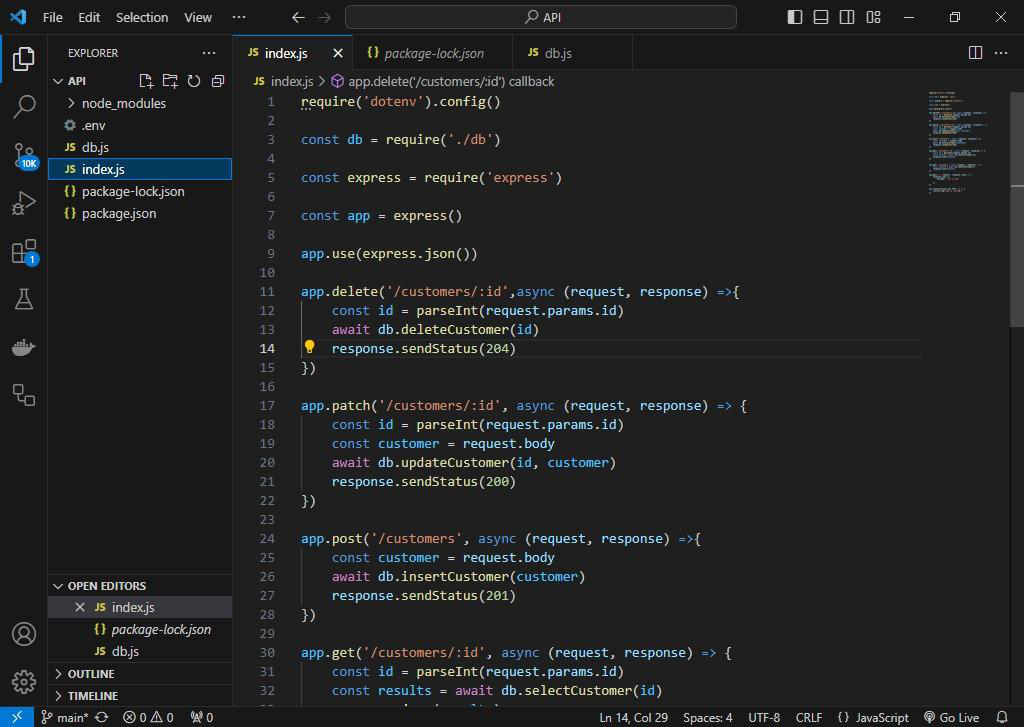 File Edit Selection View ··· API
EXPLORER ···
API
node_modules
.env
JS db.js
JS index.js
{} package-lock.json
{} package.json
10K
1
OPEN EDITORS
JS index.js
{} package-lock.json
JS db.js
OUTLINE
TIMELINE
JS index.js {} package-lock.json JS db.js
JS index.js > app.delete('/customers/:id') callback
1 require('dotenv').config()
2
3 const db = require('./db')
4
5 const express = require('express')
6
7 const app = express()
8
9 app.use(express.json())
10
11 app.delete('/customers/:id',async (request, response) =>{
12 const id = parseInt(request.params.id)
13 await db.deleteCustomer(id)
14 response.sendStatus(204)
15 })
16
17 app.patch('/customers/:id', async (request, response) => {
18 const id = parseInt(request.params.id)
19 const customer = request.body
20 await db.updateCustomer(id, customer)
21 response.sendStatus(200)
22 })
23
24 app.post('/customers', async (request, response) =>{
25 const customer = request.body
26 await db.insertCustomer(customer)
27 response.sendStatus(201)
28 })
29
30 app.get('/customers/:id', async (request, response) => {
31 const id = parseInt(request.params.id)
32 const results = await db.selectCustomer(id)
main* 0 0 0 Ln 14, Col 29 Spaces: 4 UTF-8 CRLF {} JavaScript Go Live